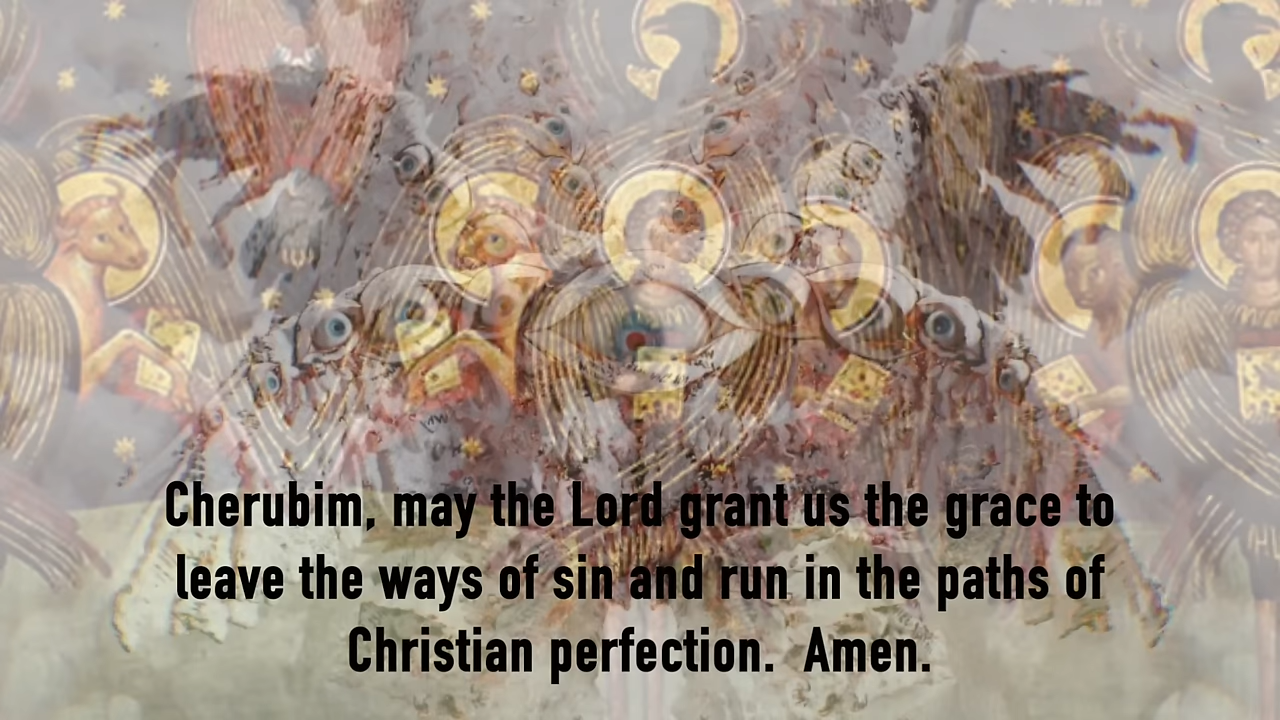 Cherubim, may the Lord grant us the grace to
leave the ways of sin and run in the paths of
Christian perfection.  Amen.